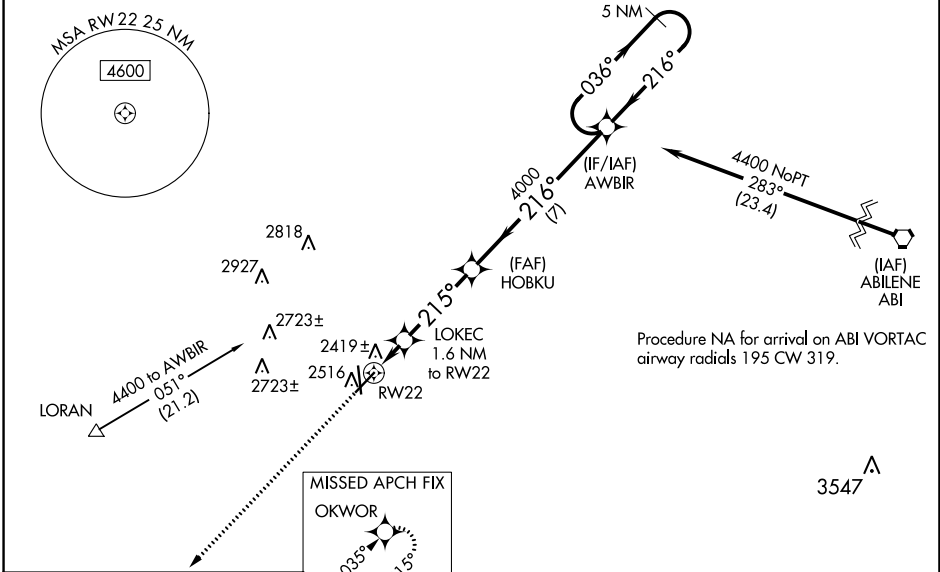 MSA RW22 25 NM
4600
5 NM
036°
216°
(IF/IAF)
AWBIR
4400 NoPT
283°
(23.4)
(IAF)
ABILENE
ABI
4000
216°
(7)
(FAF)
HOBKU
215°
2818
2927
2723±
2723±
2419±
2516
LOKEC
1.6 NM
to RW22
RW22
Procedure NA for arrival on ABI VORTAC
airway radials 195 CW 319.
4400 to AWBIR
051°
(21.2)
LORAN
3547
MISSED APCH FIX
OKWOR
035°